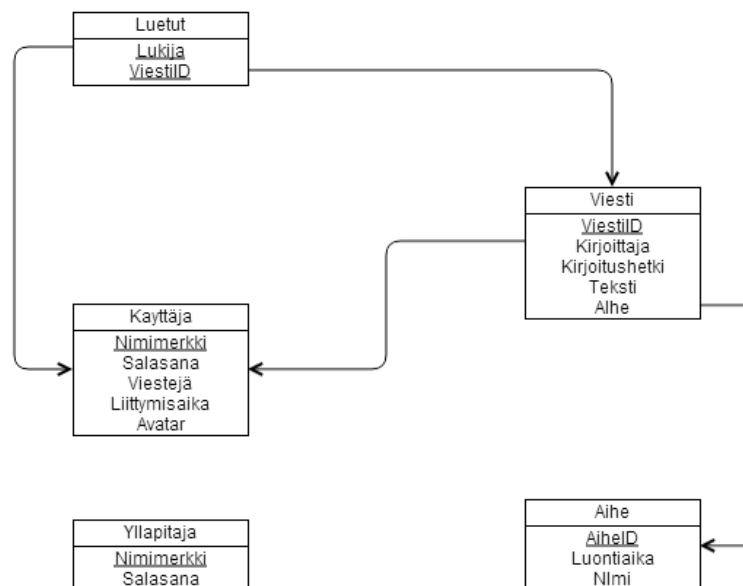 Luetut
Lukija
ViestiID
Viesti
ViestiID
Kirjoittaja
Kirjoitushetki
Teksti
AIhe
Kayttäja
Nimimerkki
Salasana
Viestejä
Liittymisaika
Avatar
Yllapitaja
Nimimerkki
Salasana
Aihe
AiheID
Luontiaika
NImi